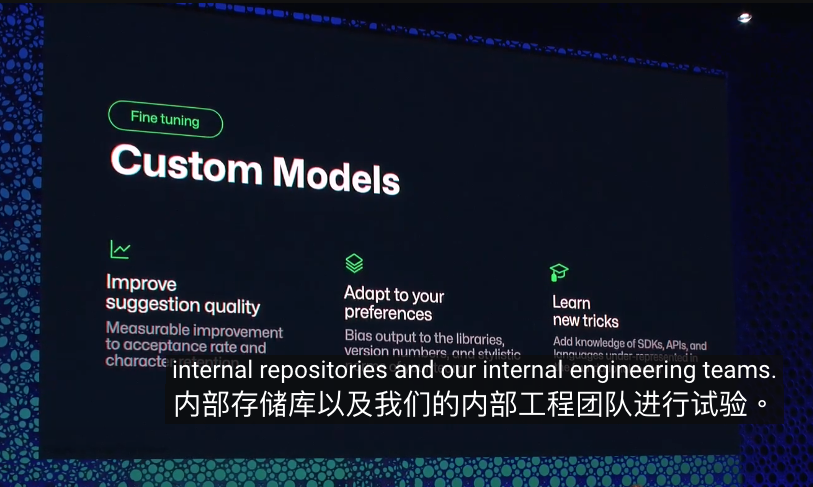 Fine tuning
Custom Models
Improve
suggestion quality
Measurable improvement
to acceptance rate and
character retention
Adapt to your
preferences
Bias output to the libraries,
version numbers, and stylistic
Learn
new tricks
Add knowledge of SDKs, APIs, and
languages under-represented in
internal repositories and our internal engineering teams.
内部存储库以及我们的内部工程团队进行试验。